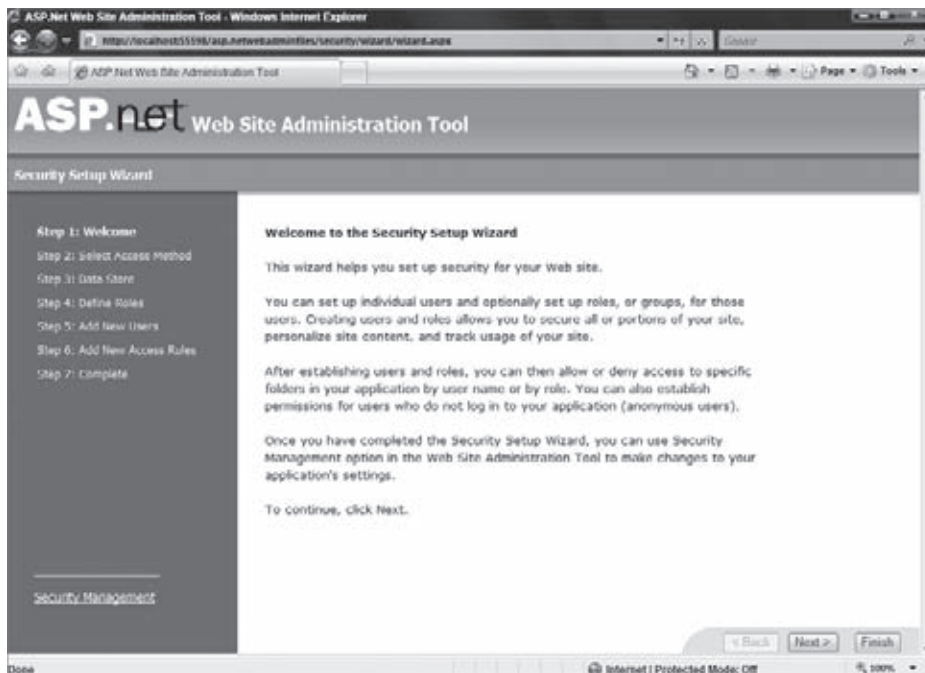 ASP.Net Web Site Administration Tool - Windows Internet Explorer
http://localhost:55598/asp.netwebadminfiles/security/wizard/wizard.aspx
Google
ASP.Net Web Site Administration Tool
Page Tools
ASP.net Web Site Administration Tool
Security Setup Wizard
Step 1: Welcome
Step 2: Select Access Method
Step 3: Data Store
Step 4: Define Roles
Step 5: Add New Users
Step 6: Add New Access Rules
Step 7: Complete
Security Management
Welcome to the Security Setup Wizard
This wizard helps you set up security for your Web site.
You can set up individual users and optionally set up roles, or groups, for those
users. Creating users and roles allows you to secure all or portions of your site,
personalize site content, and track usage of your site.
After establishing users and roles, you can then allow or deny access to specific
folders in your application by user name or by role. You can also establish
permissions for users who do not log in to your application (anonymous users).
Once you have completed the Security Setup Wizard, you can use Security
Management option in the Web Site Administration Tool to make changes to your
application's settings.
To continue, click Next.
< Back Next > Finish
Done
Internet | Protected Mode: Off
100%